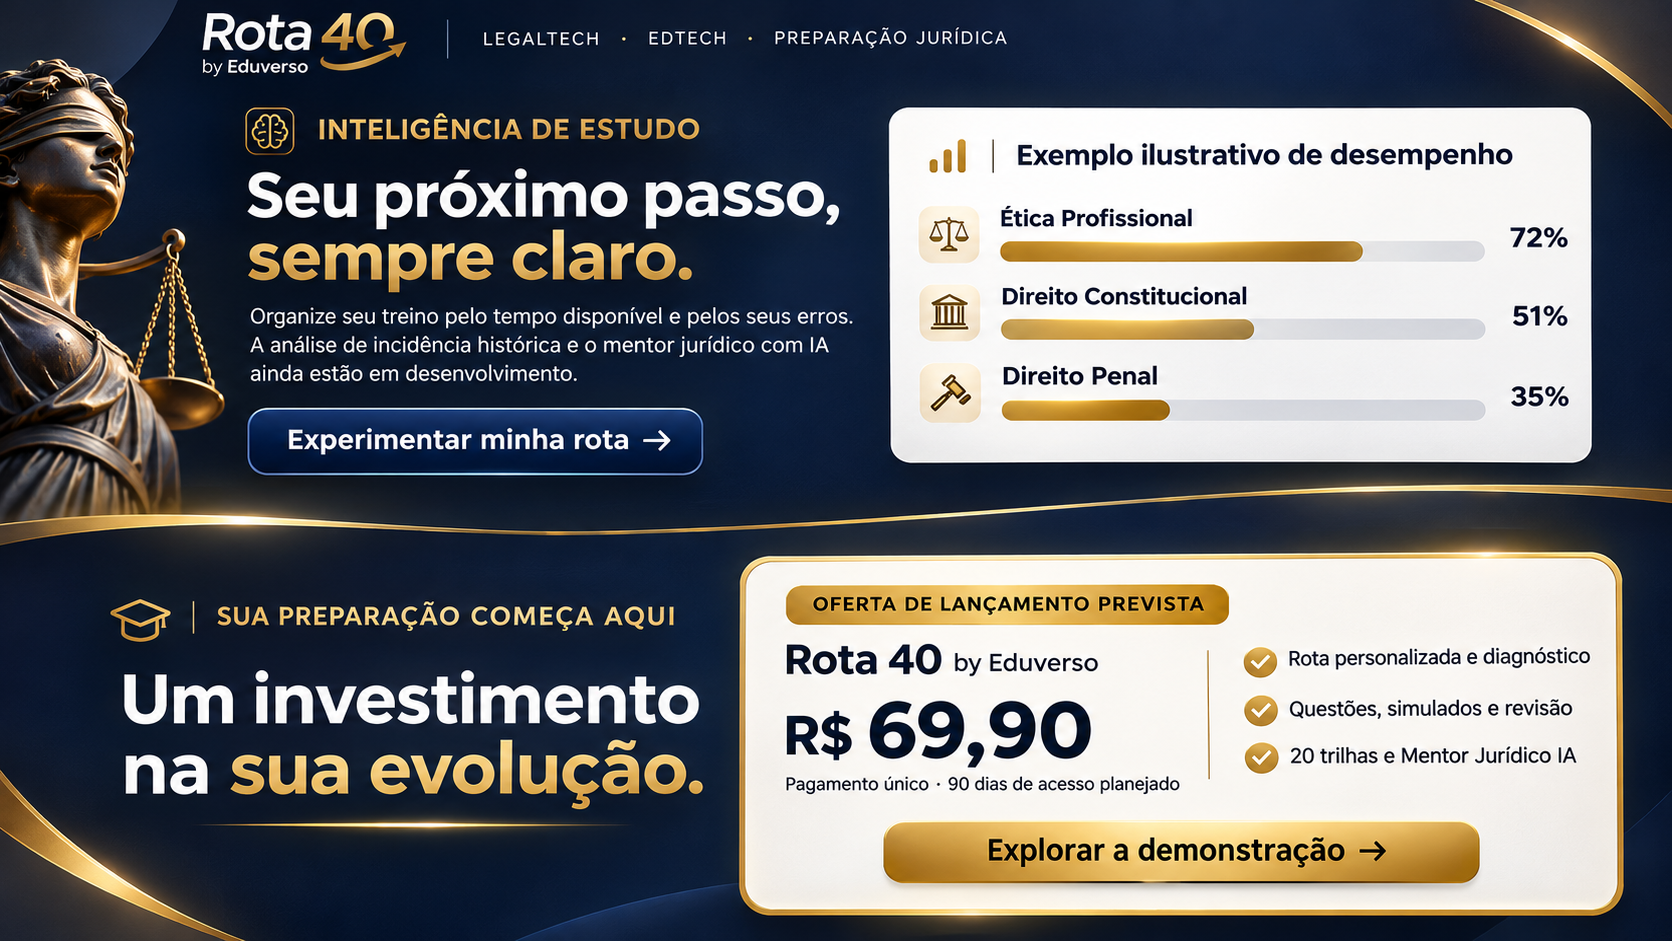 Rota 40
by Eduverso
LEGALTECH · EDTECH · PREPARAÇÃO JURÍDICA
INTELIGÊNCIA DE ESTUDO
Seu próximo passo,
sempre claro.
Organize seu treino pelo tempo disponível e pelos seus erros.
A análise de incidência histórica e o mentor jurídico com IA
ainda estão em desenvolvimento.
Experimentar minha rota →
Exemplo ilustrativo de desempenho
Ética Profissional
72%
Direito Constitucional
51%
Direito Penal
35%
SUA PREPARAÇÃO COMEÇA AQUI
Um investimento
na sua evolução.
OFERTA DE LANÇAMENTO PREVISTA
Rota 40 by Eduverso
R$ 69,90
Pagamento único · 90 dias de acesso planejado
Rota personalizada e diagnóstico
Questões, simulados e revisão
20 trilhas e Mentor Jurídico IA
Explorar a demonstração →